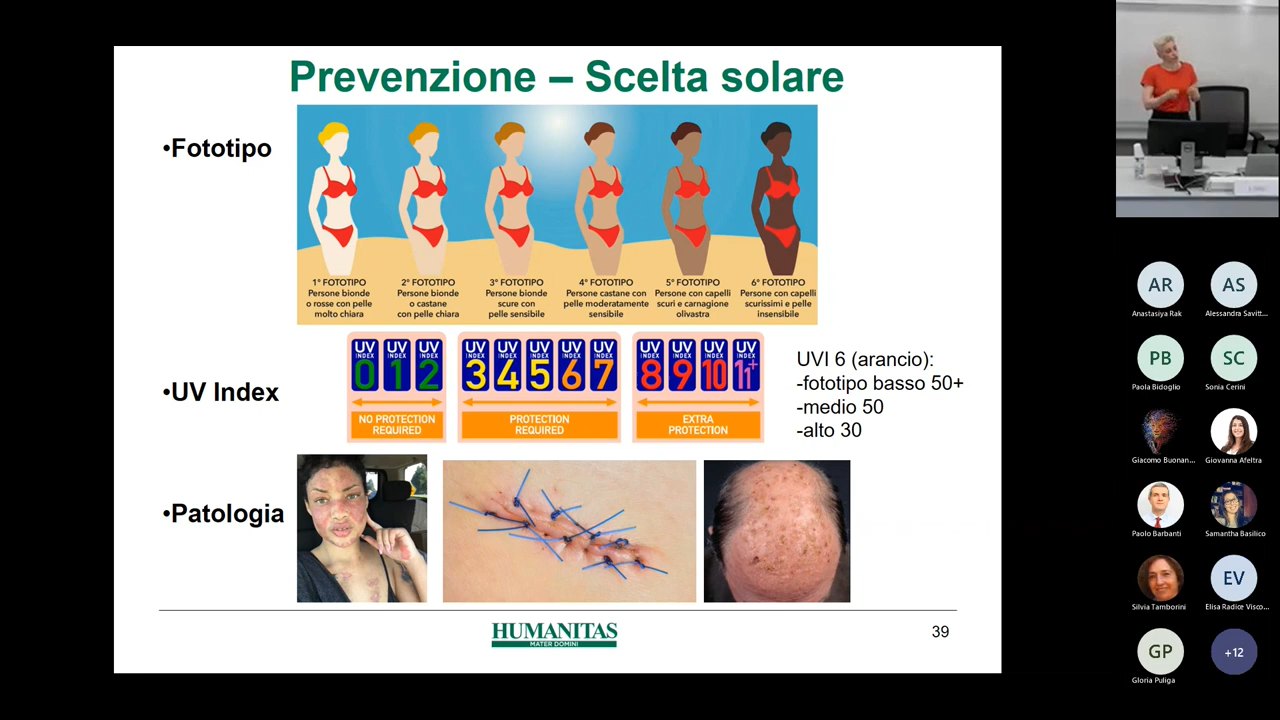 Prevenzione – Scelta solare
•Fototipo
1° FOTOTIPO
Persone bionde
o rosse con pelle
molto chiara
2° FOTOTIPO
Persone bionde
o castane
con pelle chiara
3° FOTOTIPO
Persone bionde
scure con
pelle sensibile
4° FOTOTIPO
Persone castane con
pelle moderatamente
sensibile
5° FOTOTIPO
Persone con capelli
scuri e carnagione
olivastra
6° FOTOTIPO
Persone con capelli
scurissimi e pelle
insensibile
•UV Index
UV INDEX 0
UV INDEX 1
UV INDEX 2
NO PROTECTION
REQUIRED
UV INDEX 3
UV INDEX 4
UV INDEX 5
UV INDEX 6
UV INDEX 7
PROTECTION
REQUIRED
UV INDEX 8
UV INDEX 9
UV INDEX 10
UV INDEX 11+
EXTRA
PROTECTION
UVI 6 (arancio):
-fototipo basso 50+
-medio 50
-alto 30
•Patologia
HUMANITAS
MATER DOMINI
39
AR
Anastasiya Rak
AS
Alessandra Savitt...
PB
Paola Bidoglio
SC
Sonia Cerini
Giacomo Buonan...
Giovanna Afeltra
Paolo Barbanti
Samantha Basilico
Silvia Tamborini
EV
Elisa Radice Visco...
GP
Gloria Puliga
+12